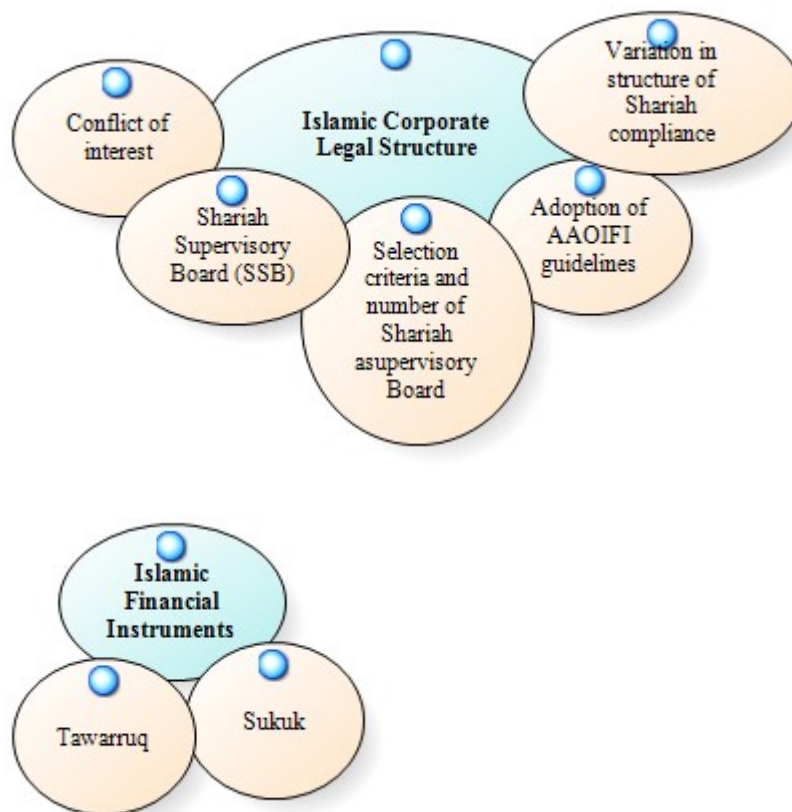 Islamic Corporate
Legal Structure
Conflict of
interest
Shariah
Supervisory
Board (SSB)
Selection
criteria and
number of
Shariah
asupervisory
Board
Adoption of
AAOIFI
guidelines
Variation in
structure of
Shariah
compliance
Islamic
Financial
Instruments
Tawarruq
Sukuk